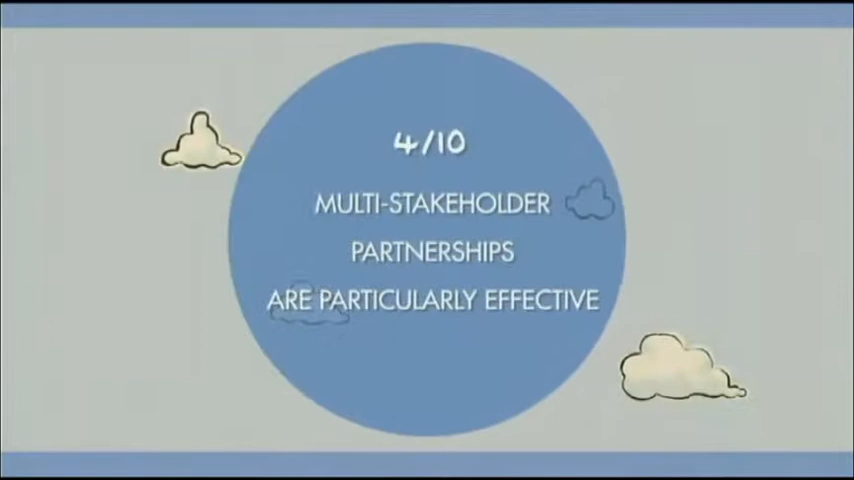 4/10
MULTI-STAKEHOLDER
PARTNERSHIPS
ARE PARTICULARLY EFFECTIVE